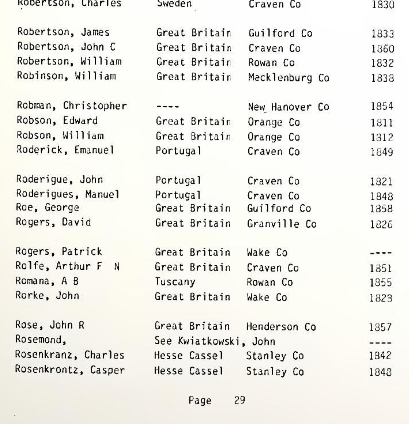 Robertson, Charles Sweden Craven Co 1830
Robertson, James Great Britain Guilford Co 1833
Robertson, John C Great Britain Craven Co 1860
Robertson, William Great Britain Rowan Co 1832
Robinson, William Great Britain Mecklenburg Co 1838
Robman, Christopher ---- New Hanover Co 1854
Robson, Edward Great Britain Orange Co 1811
Robson, William Great Britain Orange Co 1812
Roderick, Emanuel Portugal Craven Co 1849
Roderigue, John Portugal Craven Co 1821
Roderigues, Manuel Portugal Craven Co 1848
Roe, George Great Britain Guilford Co 1858
Rogers, David Great Britain Granville Co 1826
Rogers, Patrick Great Britain Wake Co ----
Rolfe, Arthur F N Great Britain Craven Co 1851
Romana, A B Tuscany Rowan Co 1855
Rorke, John Great Britain Wake Co 1823
Rose, John R Great Britain Henderson Co 1857
Rosemond, See Kwiatkowski, John ----
Rosenkranz, Charles Hesse Cassel Stanley Co 1842
Rosenkrontz, Casper Hesse Cassel Stanley Co 1848
Page 29